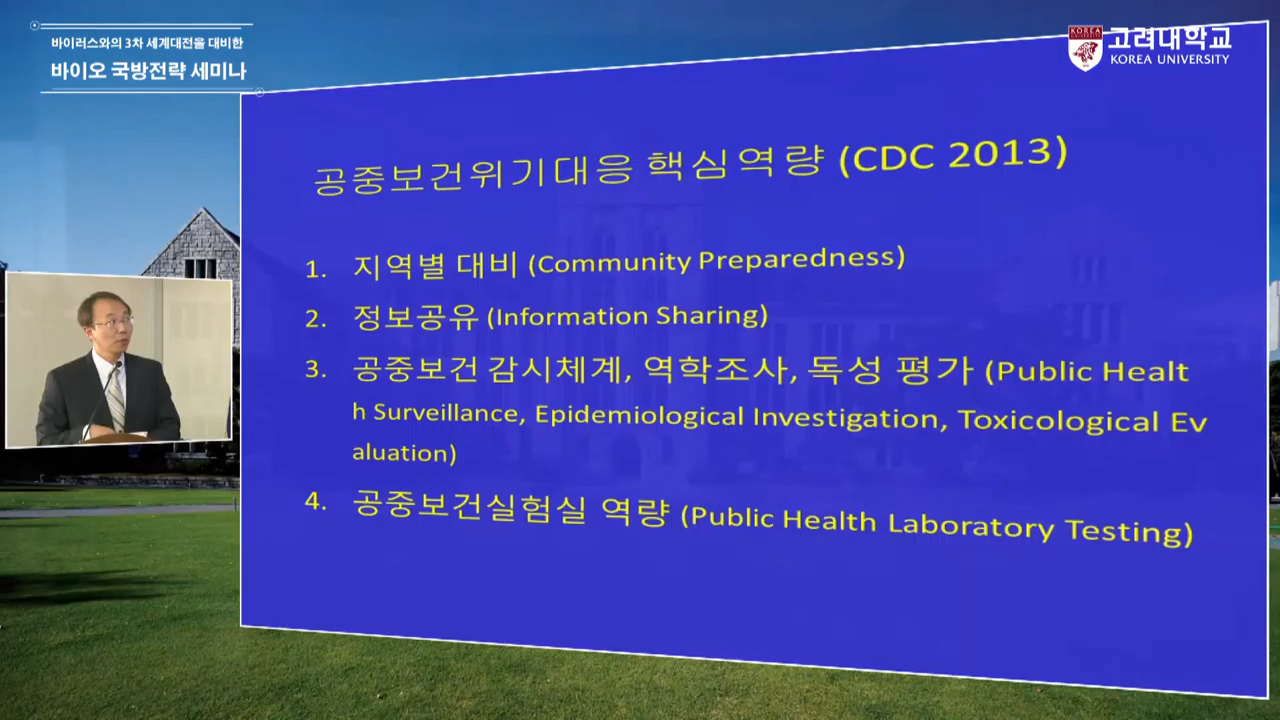 바이러스와의 3차 세계대전을 대비한
바이오 국방전략 세미나
KOREA
고려대학교
KOREA UNIVERSITY
공중보건위기대응 핵심역량 (CDC 2013)
1. 지역별 대비 (Community Preparedness)
2. 정보공유 (Information Sharing)
3. 공중보건 감시체계, 역학조사, 독성 평가 (Public Healt
h Surveillance, Epidemiological Investigation, Toxicological Ev
aluation)
4. 공중보건실험실 역량 (Public Health Laboratory Testing)